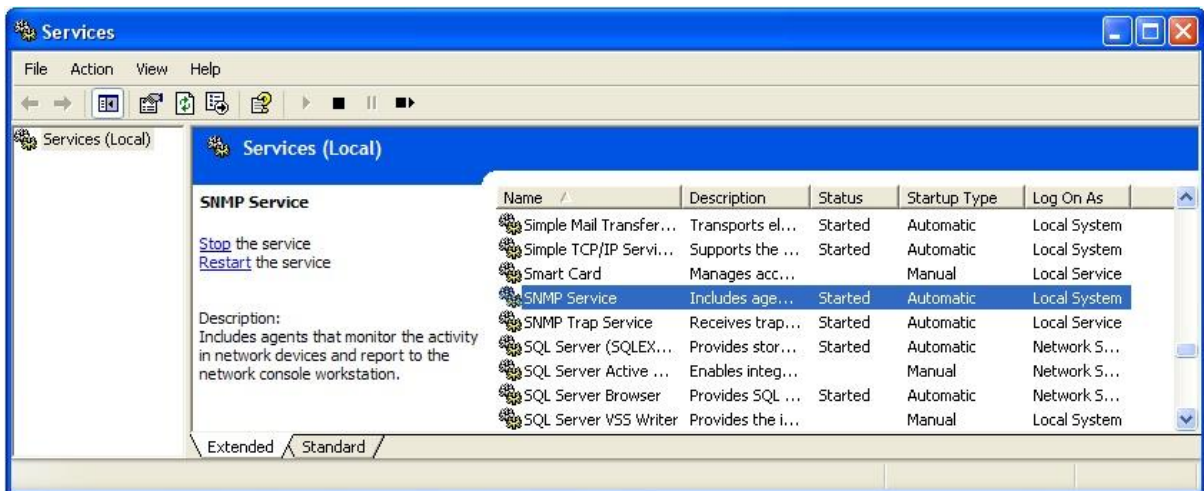 Services
File Action View Help
Services (Local)
Services (Local)
SNMP Service
Stop the service
Restart the service
Description:
Includes agents that monitor the activity
in network devices and report to the
network console workstation.
Name Description Status Startup Type Log On As
Simple Mail Transfer... Transports el... Started Automatic Local System
Simple TCP/IP Servi... Supports the ... Started Automatic Local System
Smart Card Manages acc... Manual Local Service
SNMP Service Includes age... Started Automatic Local System
SNMP Trap Service Receives trap... Started Automatic Local Service
SQL Server (SQLEX... Provides stor... Started Automatic Network S...
SQL Server Active ... Enables integ... Manual Network S...
SQL Server Browser Provides SQL ... Started Automatic Network S...
SQL Server VSS Writer Provides the i... Manual Local System
Extended Standard